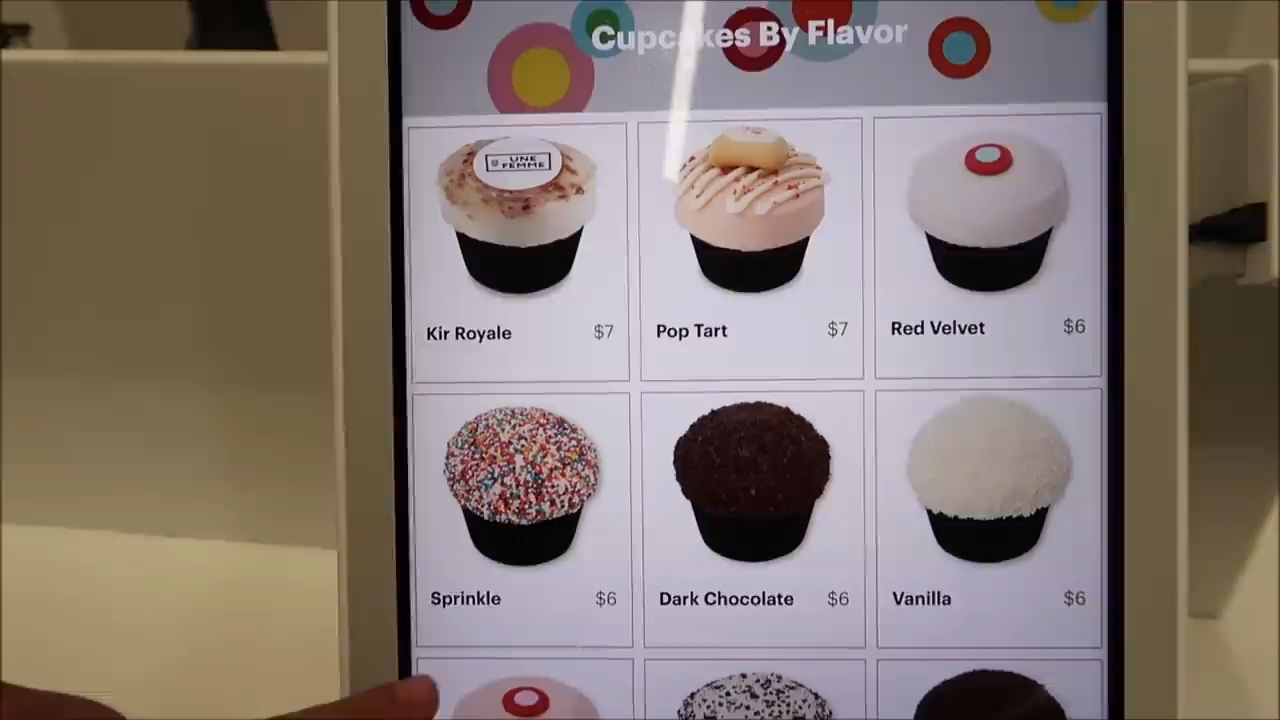 Cupcakes By Flavor
UNE
FEMME
Kir Royale $7
Pop Tart $7
Red Velvet $6
Sprinkle $6
Dark Chocolate $6
Vanilla $6